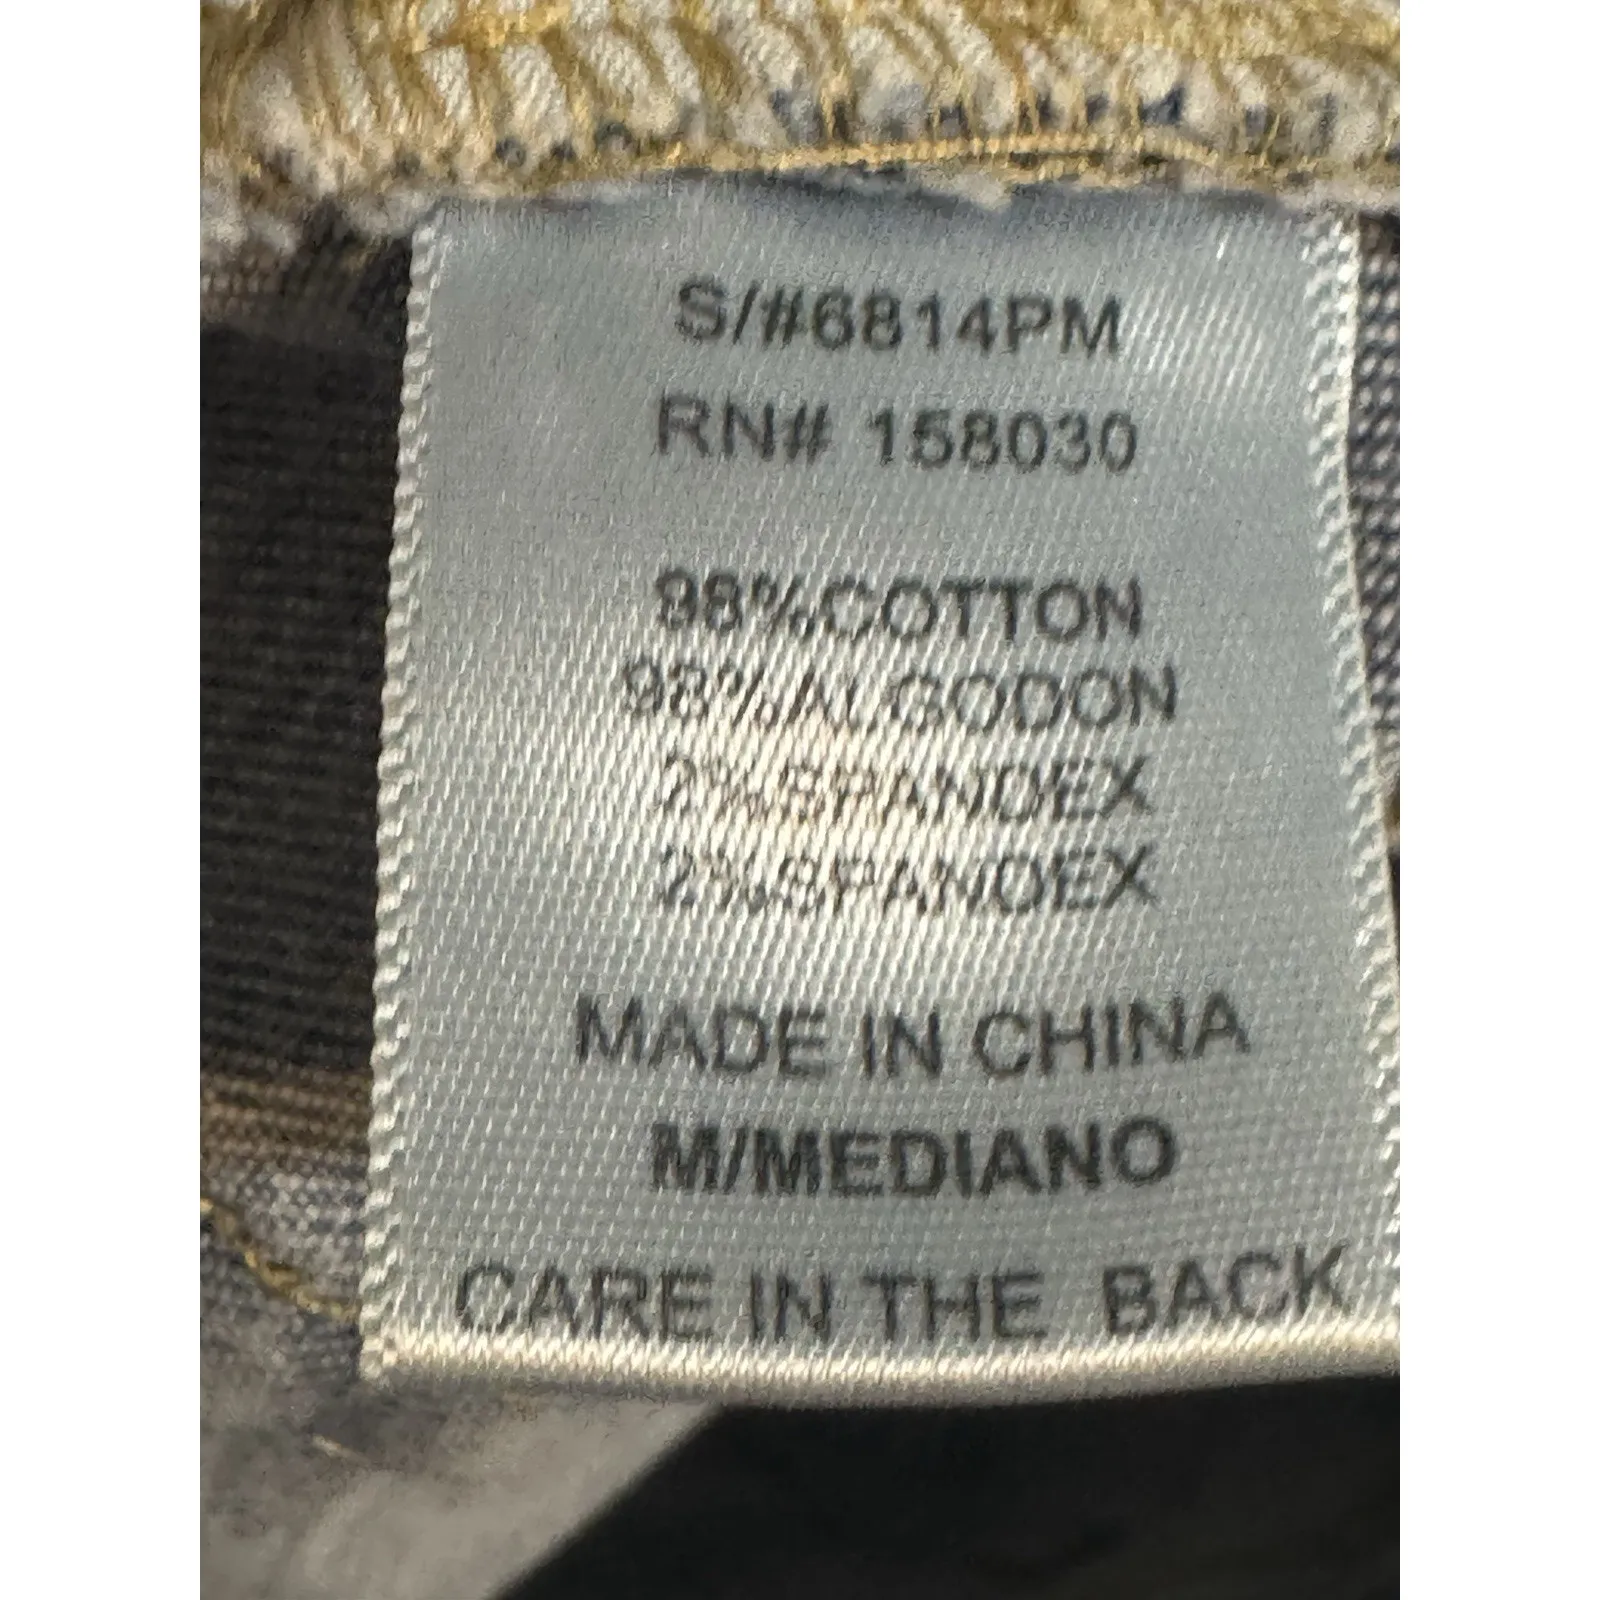 S/#6814PM
RN# 158030
98%COTTON
98%ALGODON
2%SPANDEX
2%SPANDEX
MADE IN CHINA
M/MEDIANO
CARE IN THE BACK